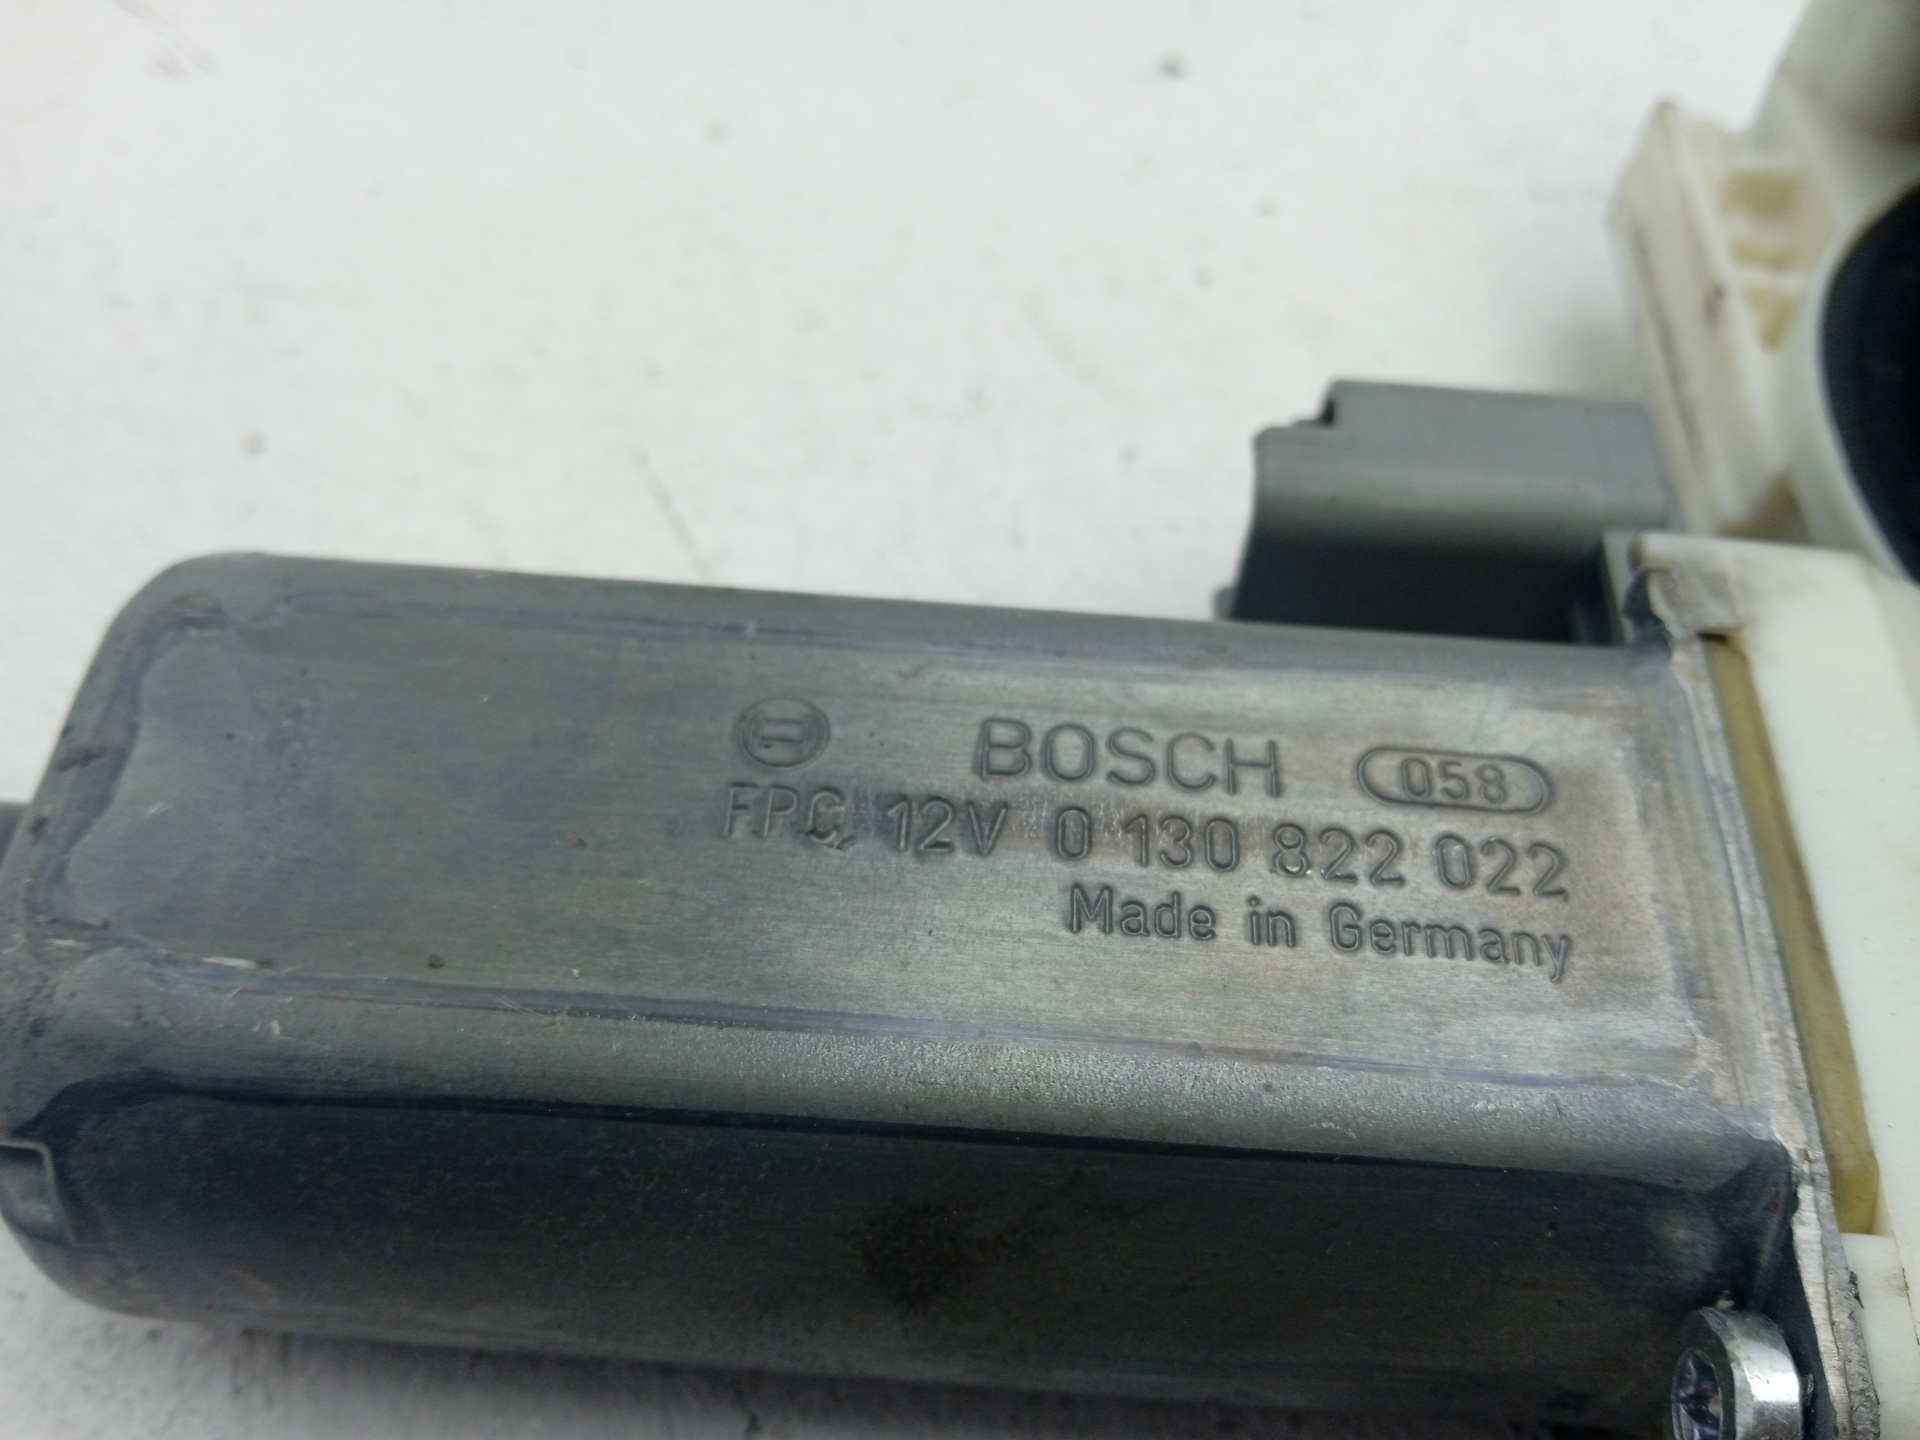 BOSCH 058
FPC, 12V 0 130 822 022
Made in Germany